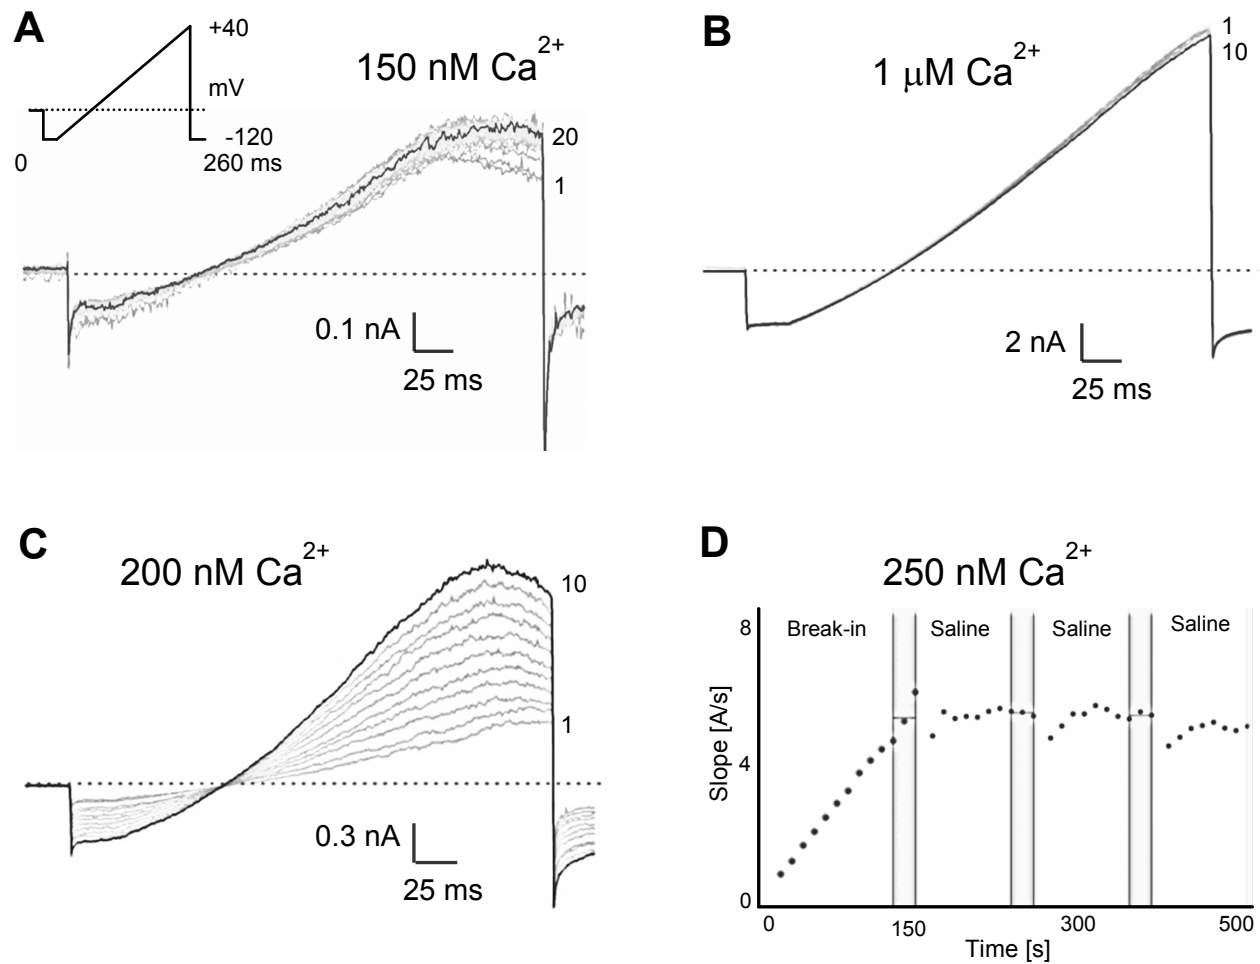 A
+40
mV
-120
0
260 ms
150 nM Ca2+
20
1
0.1 nA
25 ms
B
1 μM Ca2+
1
10
2 nA
25 ms
C
200 nM Ca2+
10
1
0.3 nA
25 ms
D
250 nM Ca2+
8
Break-in
Saline
Saline
Saline
Slope [A/s]
4
0
0
150
300
500
Time [s]